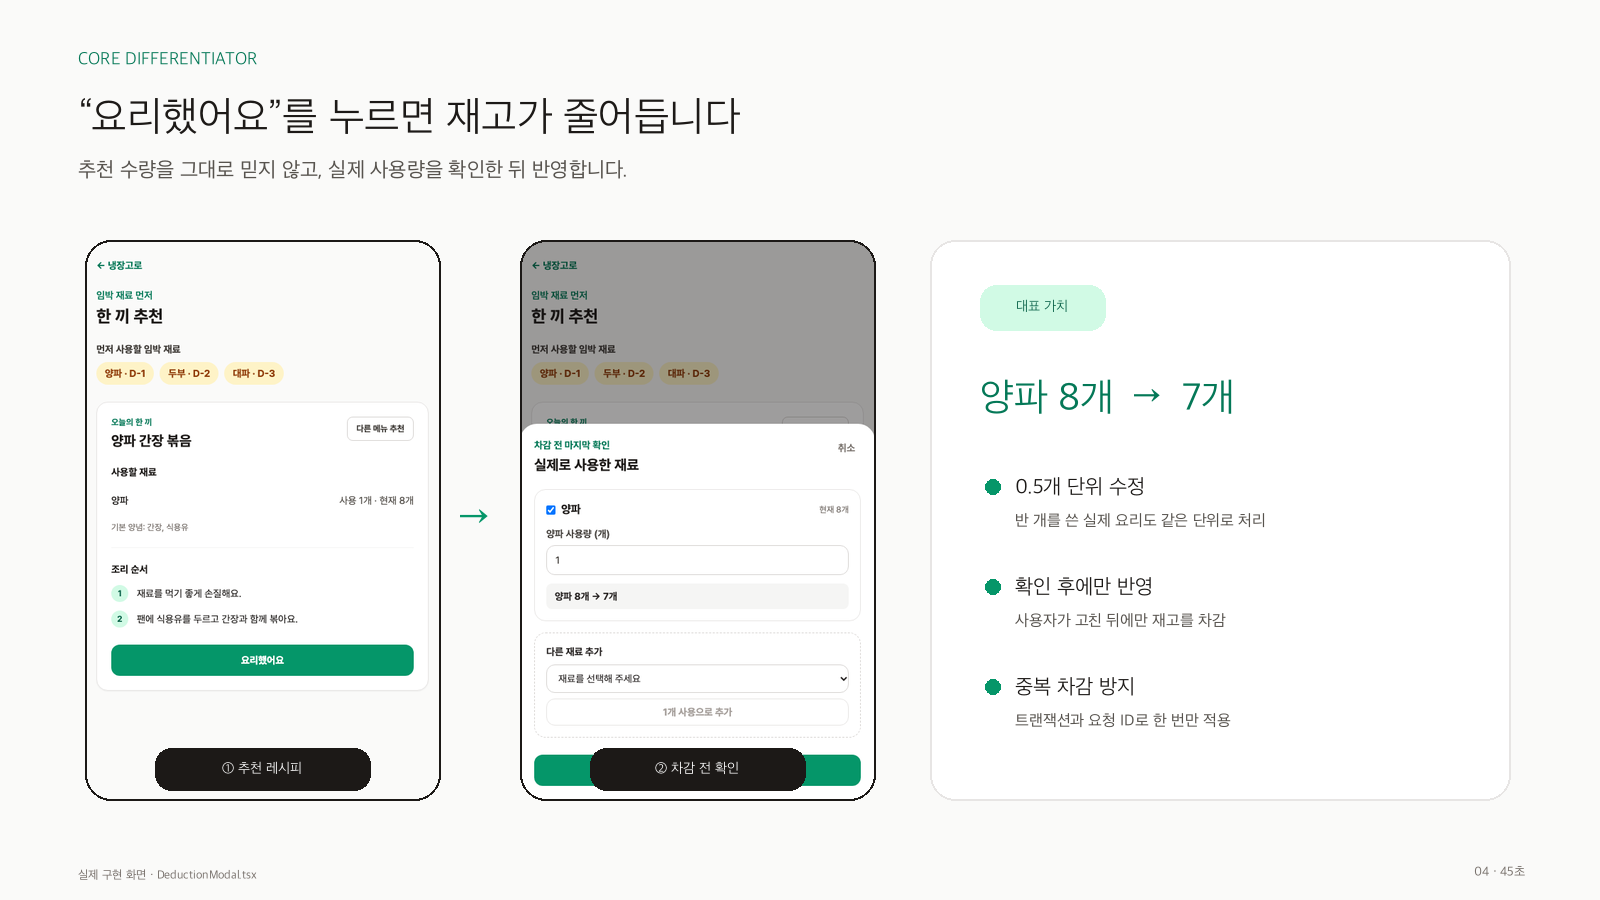 CORE DIFFERENTIATOR
“요리했어요”를 누르면 재고가 줄어듭니다
추천 수량을 그대로 믿지 않고, 실제 사용량을 확인한 뒤 반영합니다.
← 냉장고로
임박 재료 먼저
한 끼 추천
먼저 사용할 임박 재료
양파 · D-1 두부 · D-2 대파 · D-3
오늘의 한 끼
양파 간장 볶음
다른 메뉴 추천
사용할 재료
양파 사용 1개 · 현재 8개
기본 양념: 간장, 식용유
조리 순서
1 재료를 먹기 좋게 손질해요.
2 팬에 식용유를 두르고 간장과 함께 볶아요.
요리했어요
① 추천 레시피
→
← 냉장고로
임박 재료 먼저
한 끼 추천
먼저 사용할 임박 재료
양파 · D-1 두부 · D-2 대파 · D-3
오늘의 한 끼
차감 전 마지막 확인
실제로 사용한 재료
취소
양파 현재 8개
양파 사용량 (개)
1
양파 8개 → 7개
다른 재료 추가
재료를 선택해 주세요
1개 사용으로 추가
② 차감 전 확인
대표 가치
양파 8개 → 7개
0.5개 단위 수정
반 개를 쓴 실제 요리도 같은 단위로 처리
확인 후에만 반영
사용자가 고친 뒤에만 재고를 차감
중복 차감 방지
트랜잭션과 요청 ID로 한 번만 적용
실제 구현 화면 · DeductionModal.tsx
04 · 45초